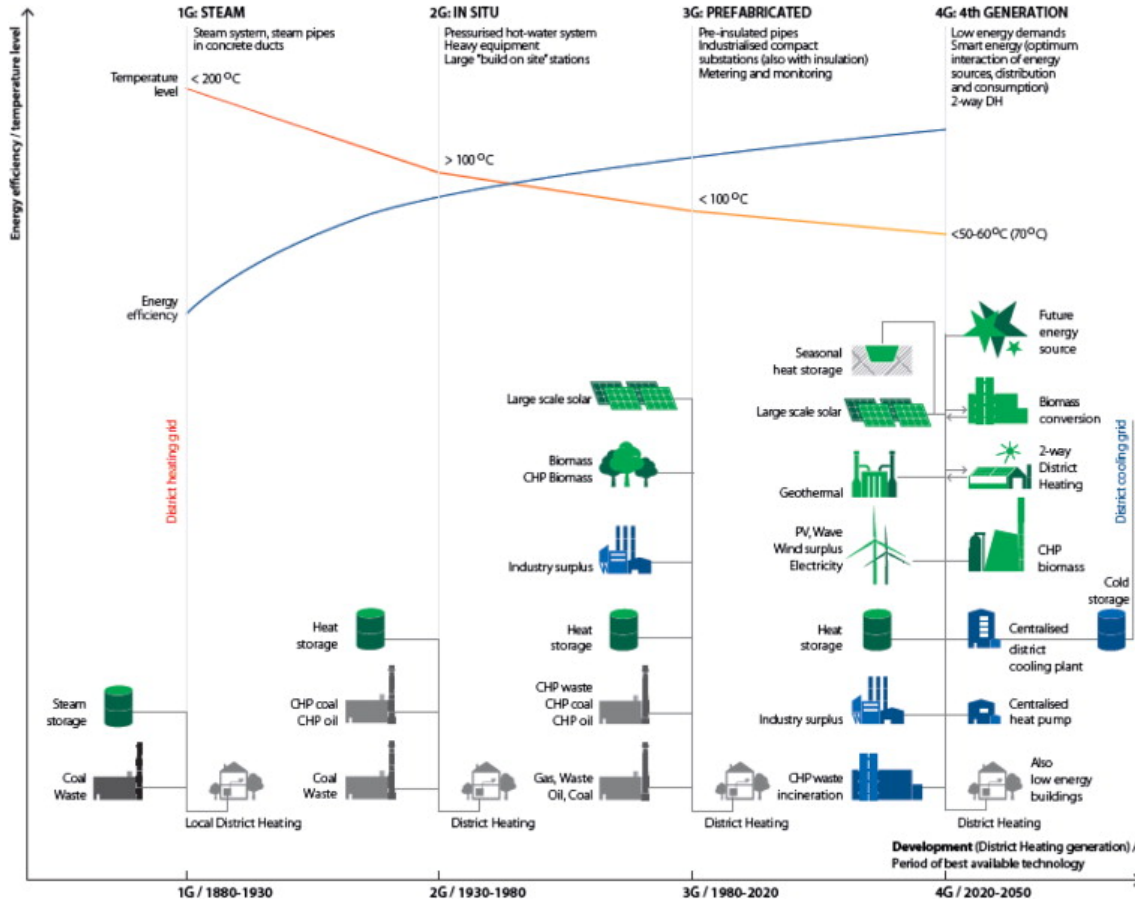 1G: STEAM
Steam system, steam pipes
in concrete ducts
2G: IN SITU
Pressurised hot-water system
Heavy equipment
Large "build on site" stations
3G: PREFABRICATED
Pre-insulated pipes
Industrialised compact
substations (also with insulation)
Metering and monitoring
4G: 4th GENERATION
Low energy demands
Smart energy (optimum
interaction of energy
sources, distribution
and consumption)
2-way DH
Energy efficiency / temperature level
Temperature
level
< 200 °C
> 100 °C
< 100 °C
<50-60 °C (70 °C)
Energy
efficiency
District heating grid
Steam
storage
Coal
Waste
Local District Heating
Heat
storage
CHP coal
CHP oil
Coal
Waste
District Heating
Large scale solar
Biomass
CHP Biomass
Industry surplus
Heat
storage
CHP waste
CHP coal
CHP oil
Gas, Waste
Oil, Coal
District Heating
Seasonal
heat storage
Large scale solar
Geothermal
PV, Wave
Wind surplus
Electricity
Heat
storage
Industry surplus
CHP waste
incineration
Future
energy
source
Biomass
conversion
2-way
District
Heating
CHP
biomass
Centralised
district
cooling plant
Centralised
heat pump
Also
low energy
buildings
District Heating
District cooling grid
Cold
storage
Development (District Heating generation) /
Period of best available technology
1G / 1880-1930
2G / 1930-1980
3G / 1980-2020
4G / 2020-2050